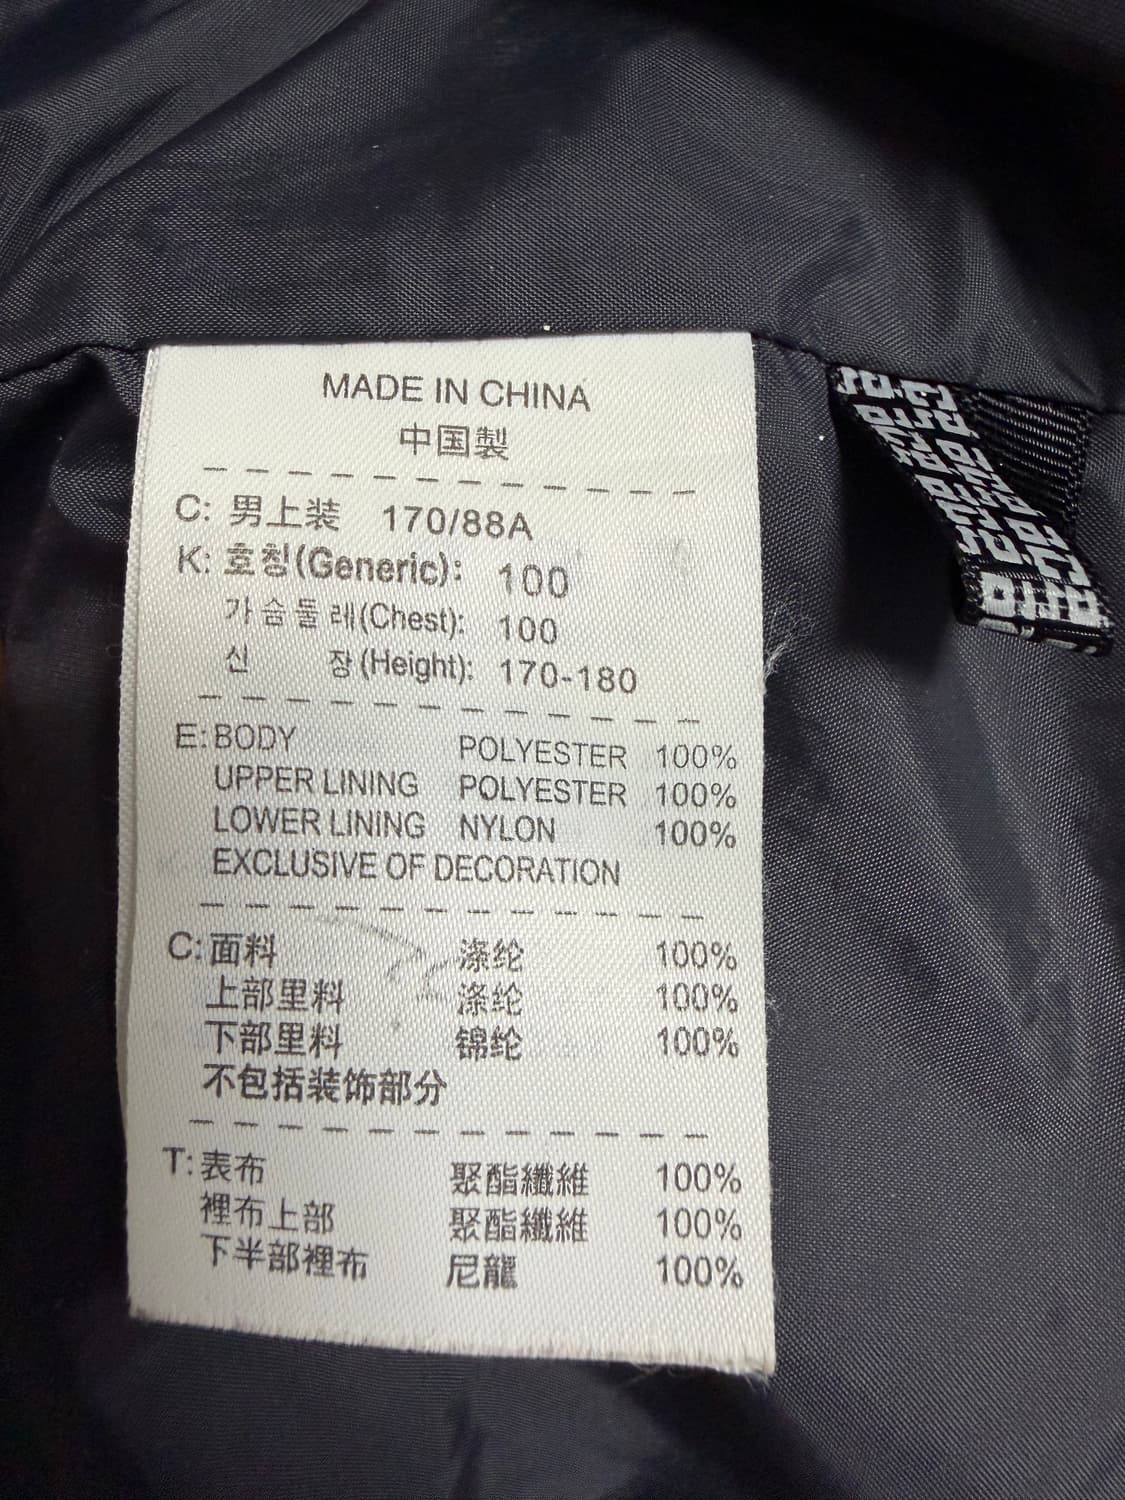 MADE IN CHINA
中国製
C: 男上装 170/88A
K: 호칭(Generic): 100
가슴둘레(Chest): 100
신 장(Height): 170-180
E: BODY POLYESTER 100%
UPPER LINING POLYESTER 100%
LOWER LINING NYLON 100%
EXCLUSIVE OF DECORATION
C: 面料 涤纶 100%
上部里料 涤纶 100%
下部里料 锦纶 100%
不包括装饰部分
T: 表布 聚酯纖維 100%
裡布上部 聚酯纖維 100%
下半部裡布 尼龍 100%